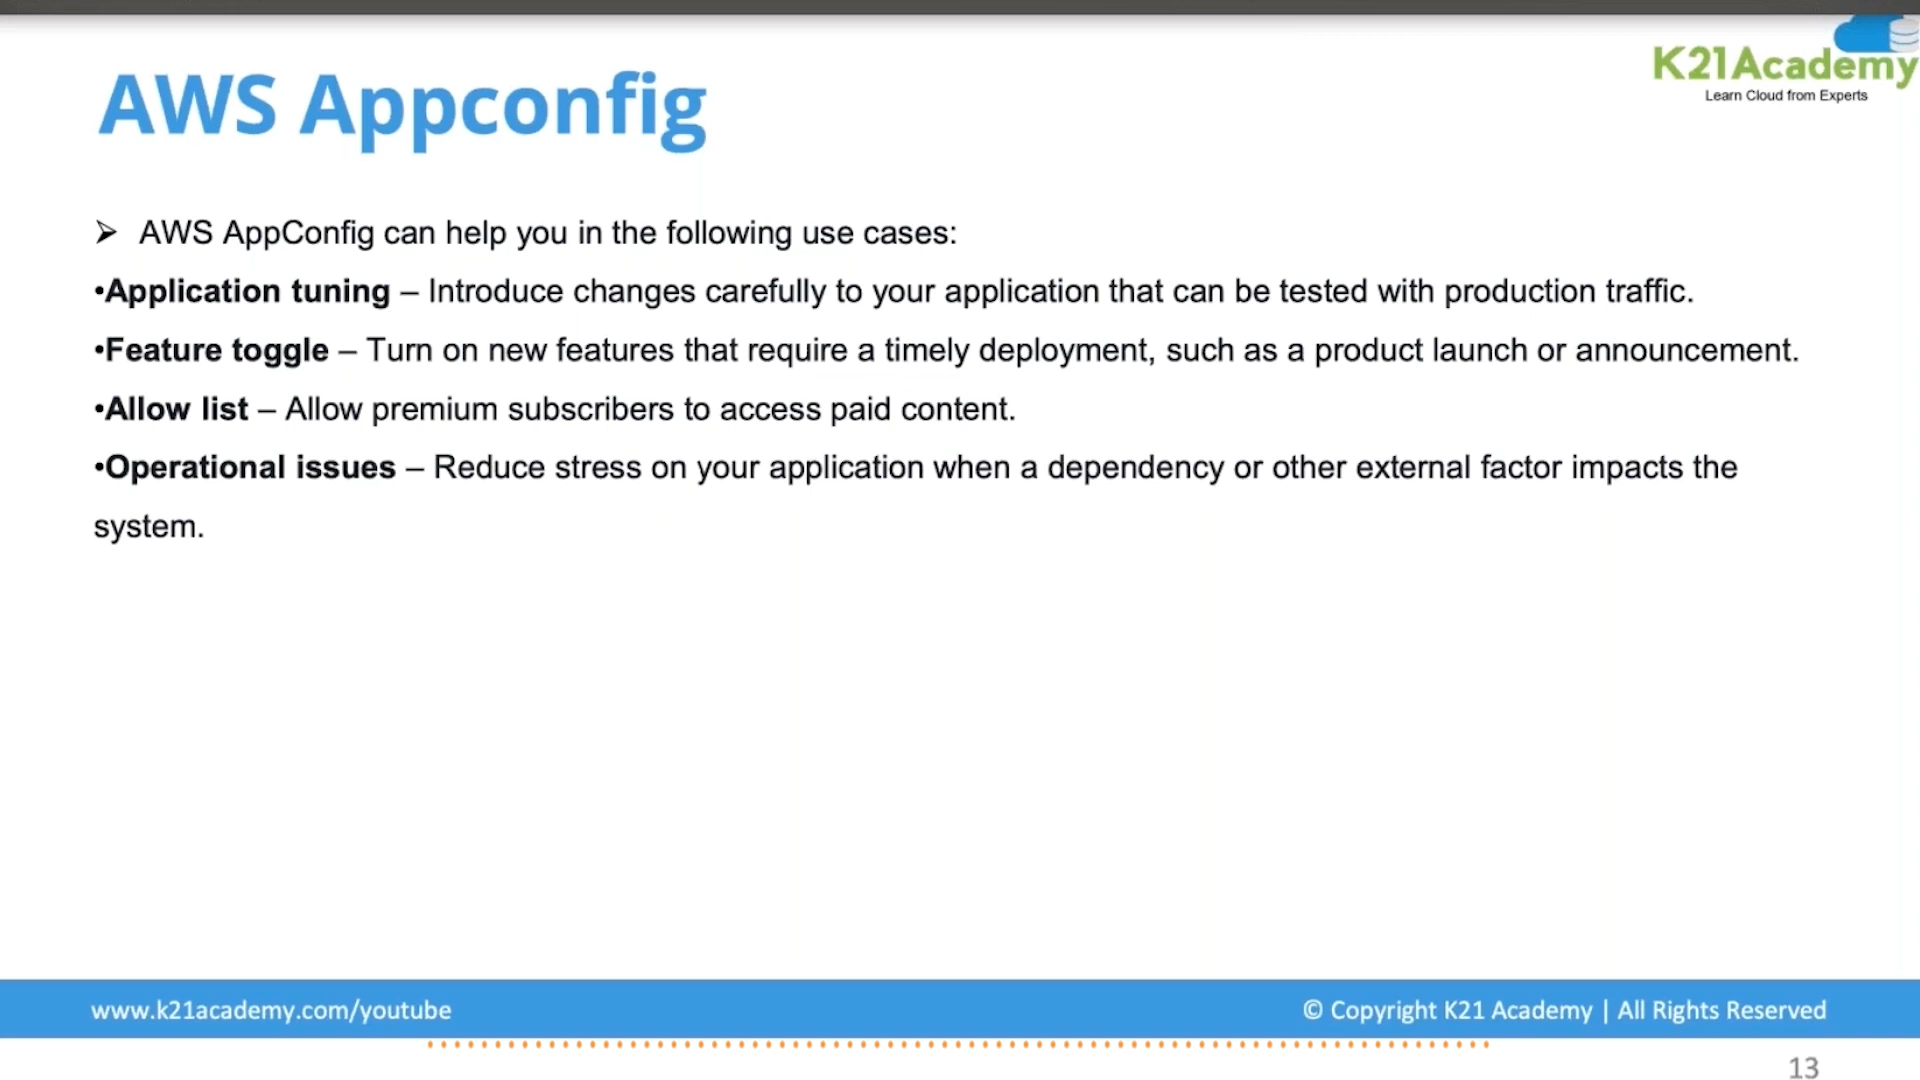 K21Academy
Learn Cloud from Experts
AWS Appconfig
➢ AWS AppConfig can help you in the following use cases:
•Application tuning – Introduce changes carefully to your application that can be tested with production traffic.
•Feature toggle – Turn on new features that require a timely deployment, such as a product launch or announcement.
•Allow list – Allow premium subscribers to access paid content.
•Operational issues – Reduce stress on your application when a dependency or other external factor impacts the
system.
www.k21academy.com/youtube
© Copyright K21 Academy | All Rights Reserved
13